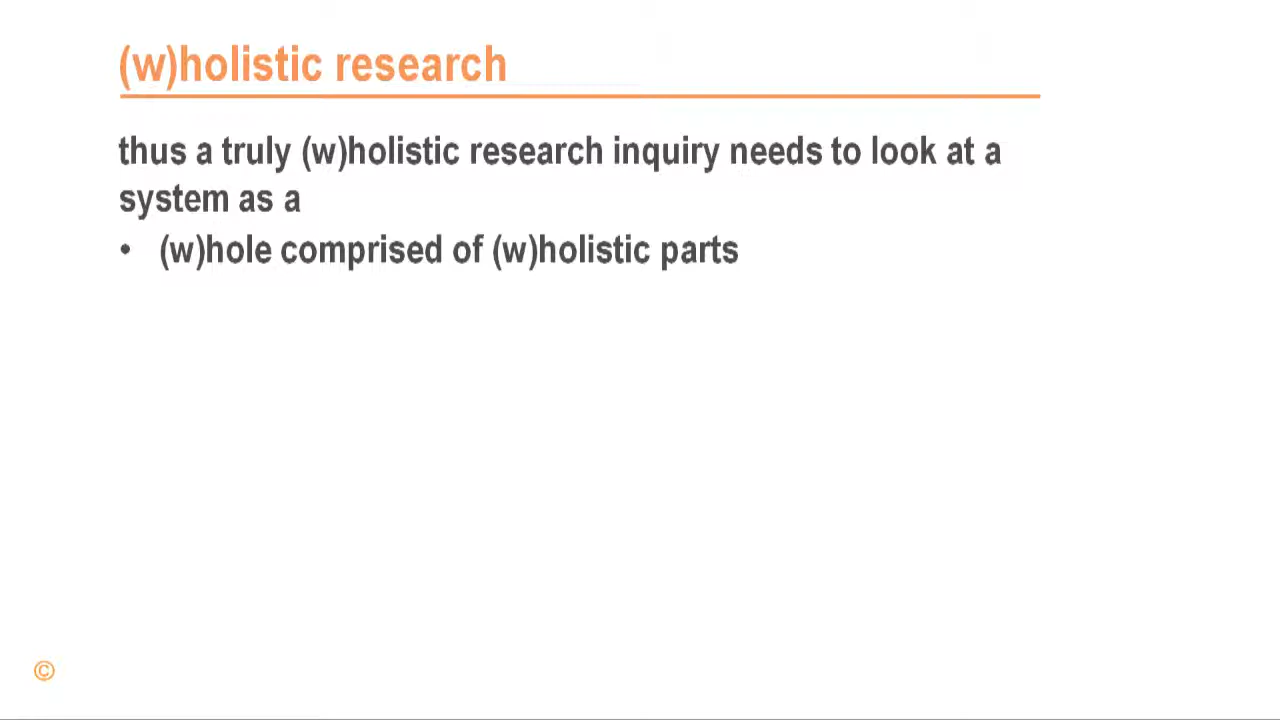 (w)holistic research
thus a truly (w)holistic research inquiry needs to look at a
system as a
• (w)hole comprised of (w)holistic parts
©